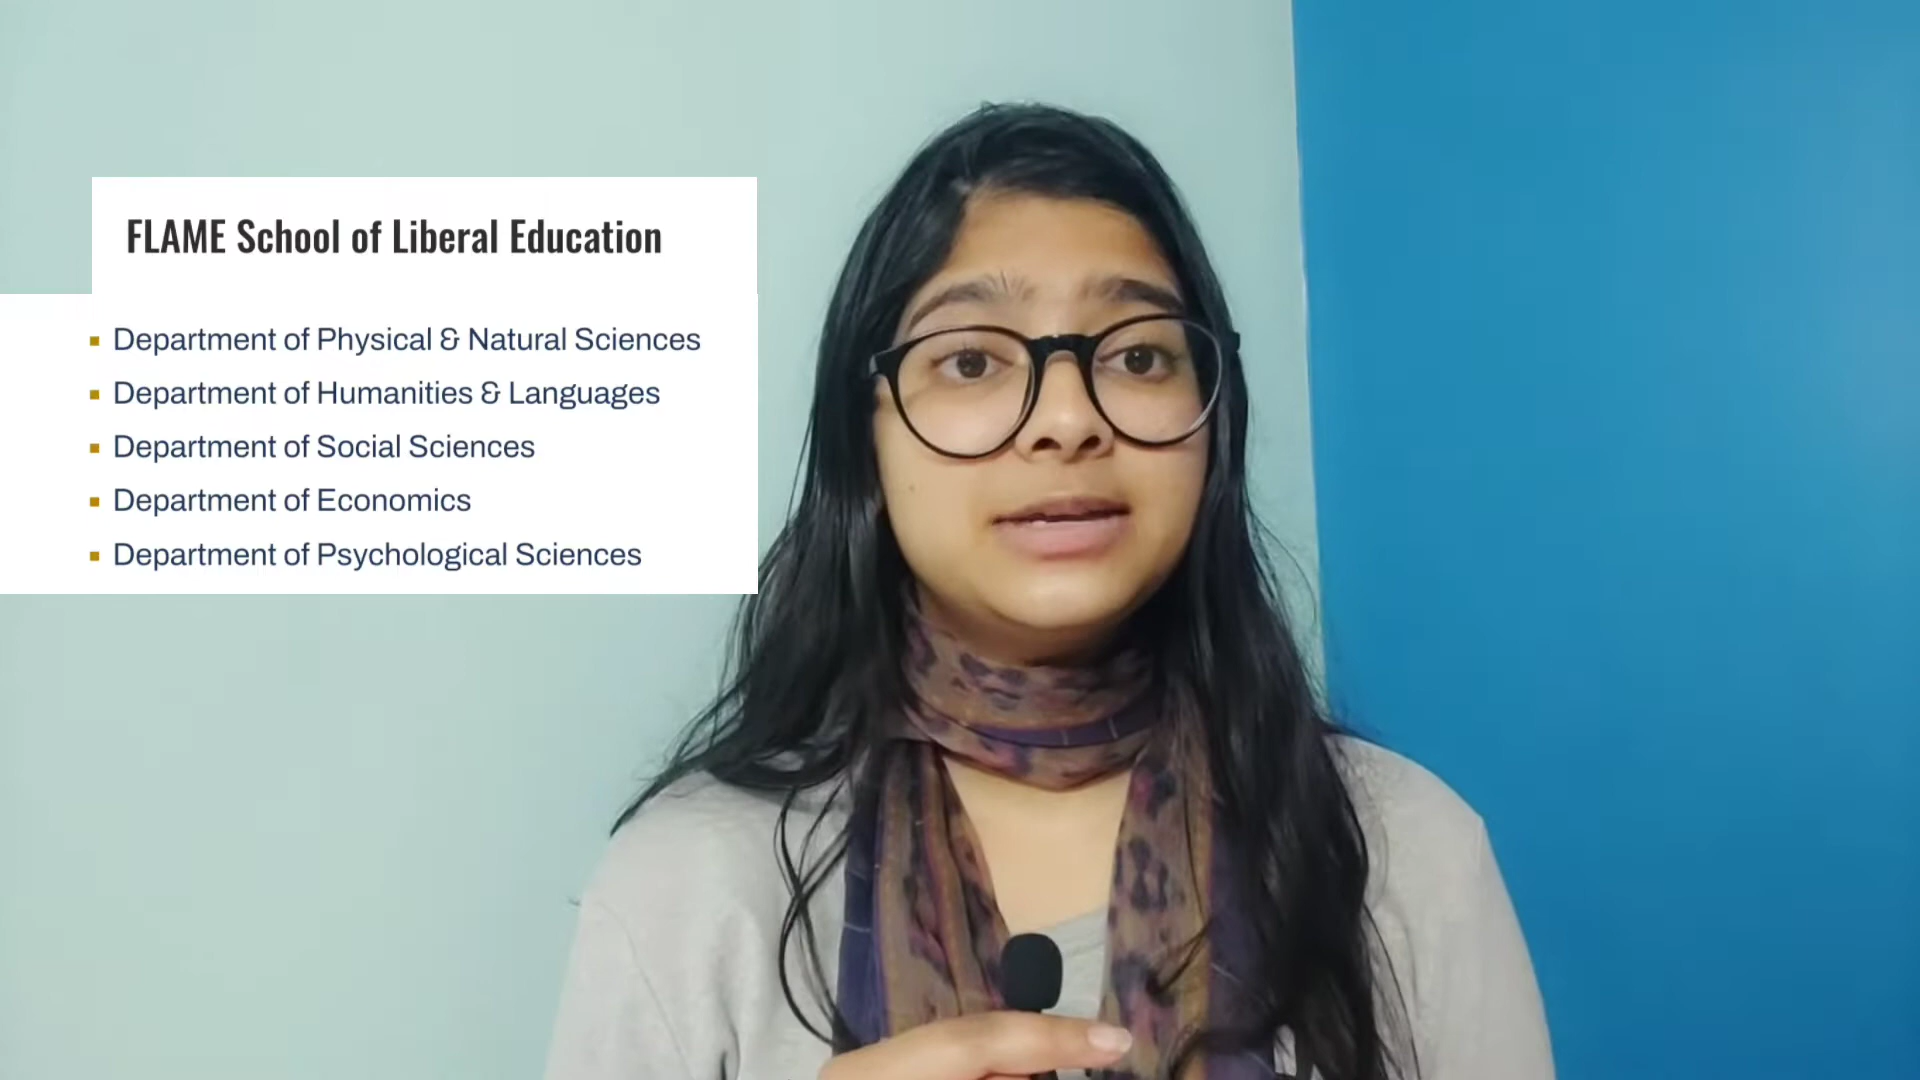 FLAME School of Liberal Education
Department of Physical & Natural Sciences
Department of Humanities & Languages
Department of Social Sciences
Department of Economics
Department of Psychological Sciences